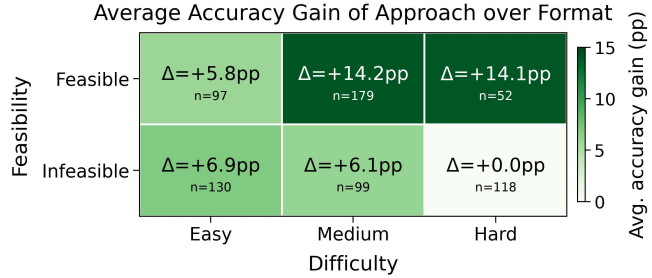 Average Accuracy Gain of Approach over Format
Feasible
Δ=+5.8pp
n=97
Δ=+14.2pp
n=179
Δ=+14.1pp
n=52
Infeasible
Δ=+6.9pp
n=130
Δ=+6.1pp
n=99
Δ=+0.0pp
n=118
Easy
Medium
Hard
Difficulty
Feasibility
15
10
5
0
Avg. accuracy gain (pp)